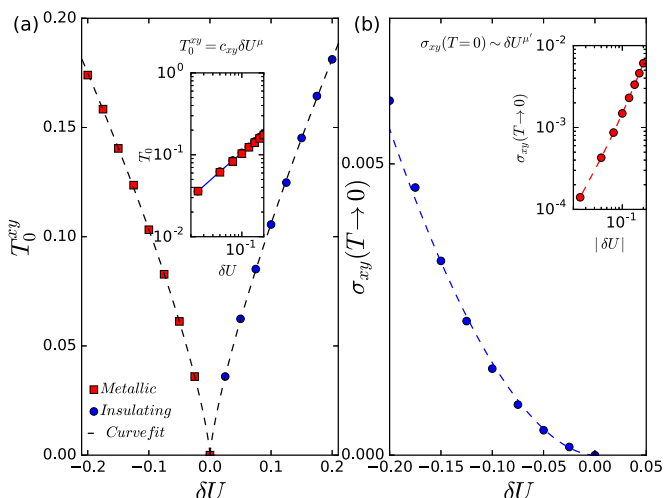 (a)
T_0^{xy} = c_{xy}δU^μ
0.20
0.15
0.10
0.05
0.00
T_0^{xy}
10^0
10^{-1}
10^{-2}
T_0
0.1
δU
Metallic
Insulating
Curvefit
−0.2
−0.1
0.0
0.1
0.2
δU
(b)
σ_{xy}(T=0) ∼ δU^{μ'}
0.005
0.000
σ_{xy}(T→0)
10^{-2}
10^{-3}
10^{-4}
σ_{xy}(T→0)
0.1
|δU|
−0.20
−0.15
−0.10
−0.05
0.00
0.05
δU